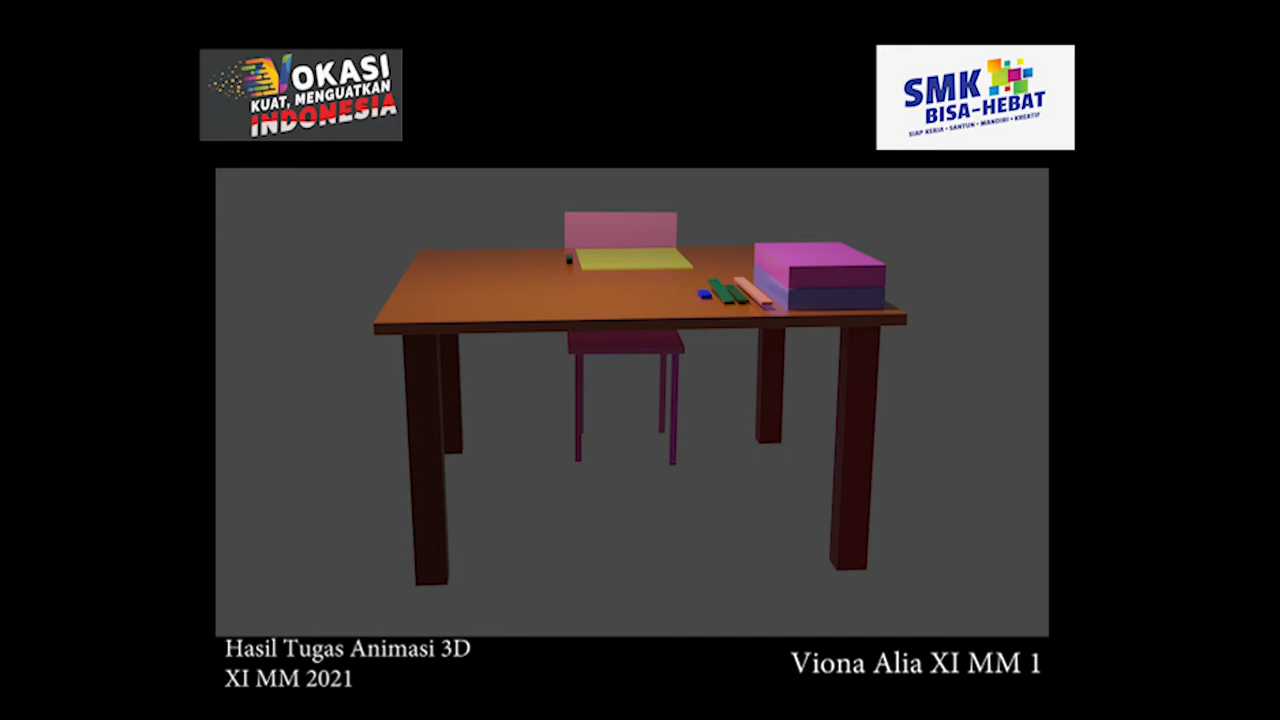 VOKASI
KUAT, MENGUATKAN
INDONESIA
SMK
BISA-HEBAT
SIAP KERJA • SANTUN • MANDIRI • KREATIF
Hasil Tugas Animasi 3D
XI MM 2021
Viona Alia XI MM 1